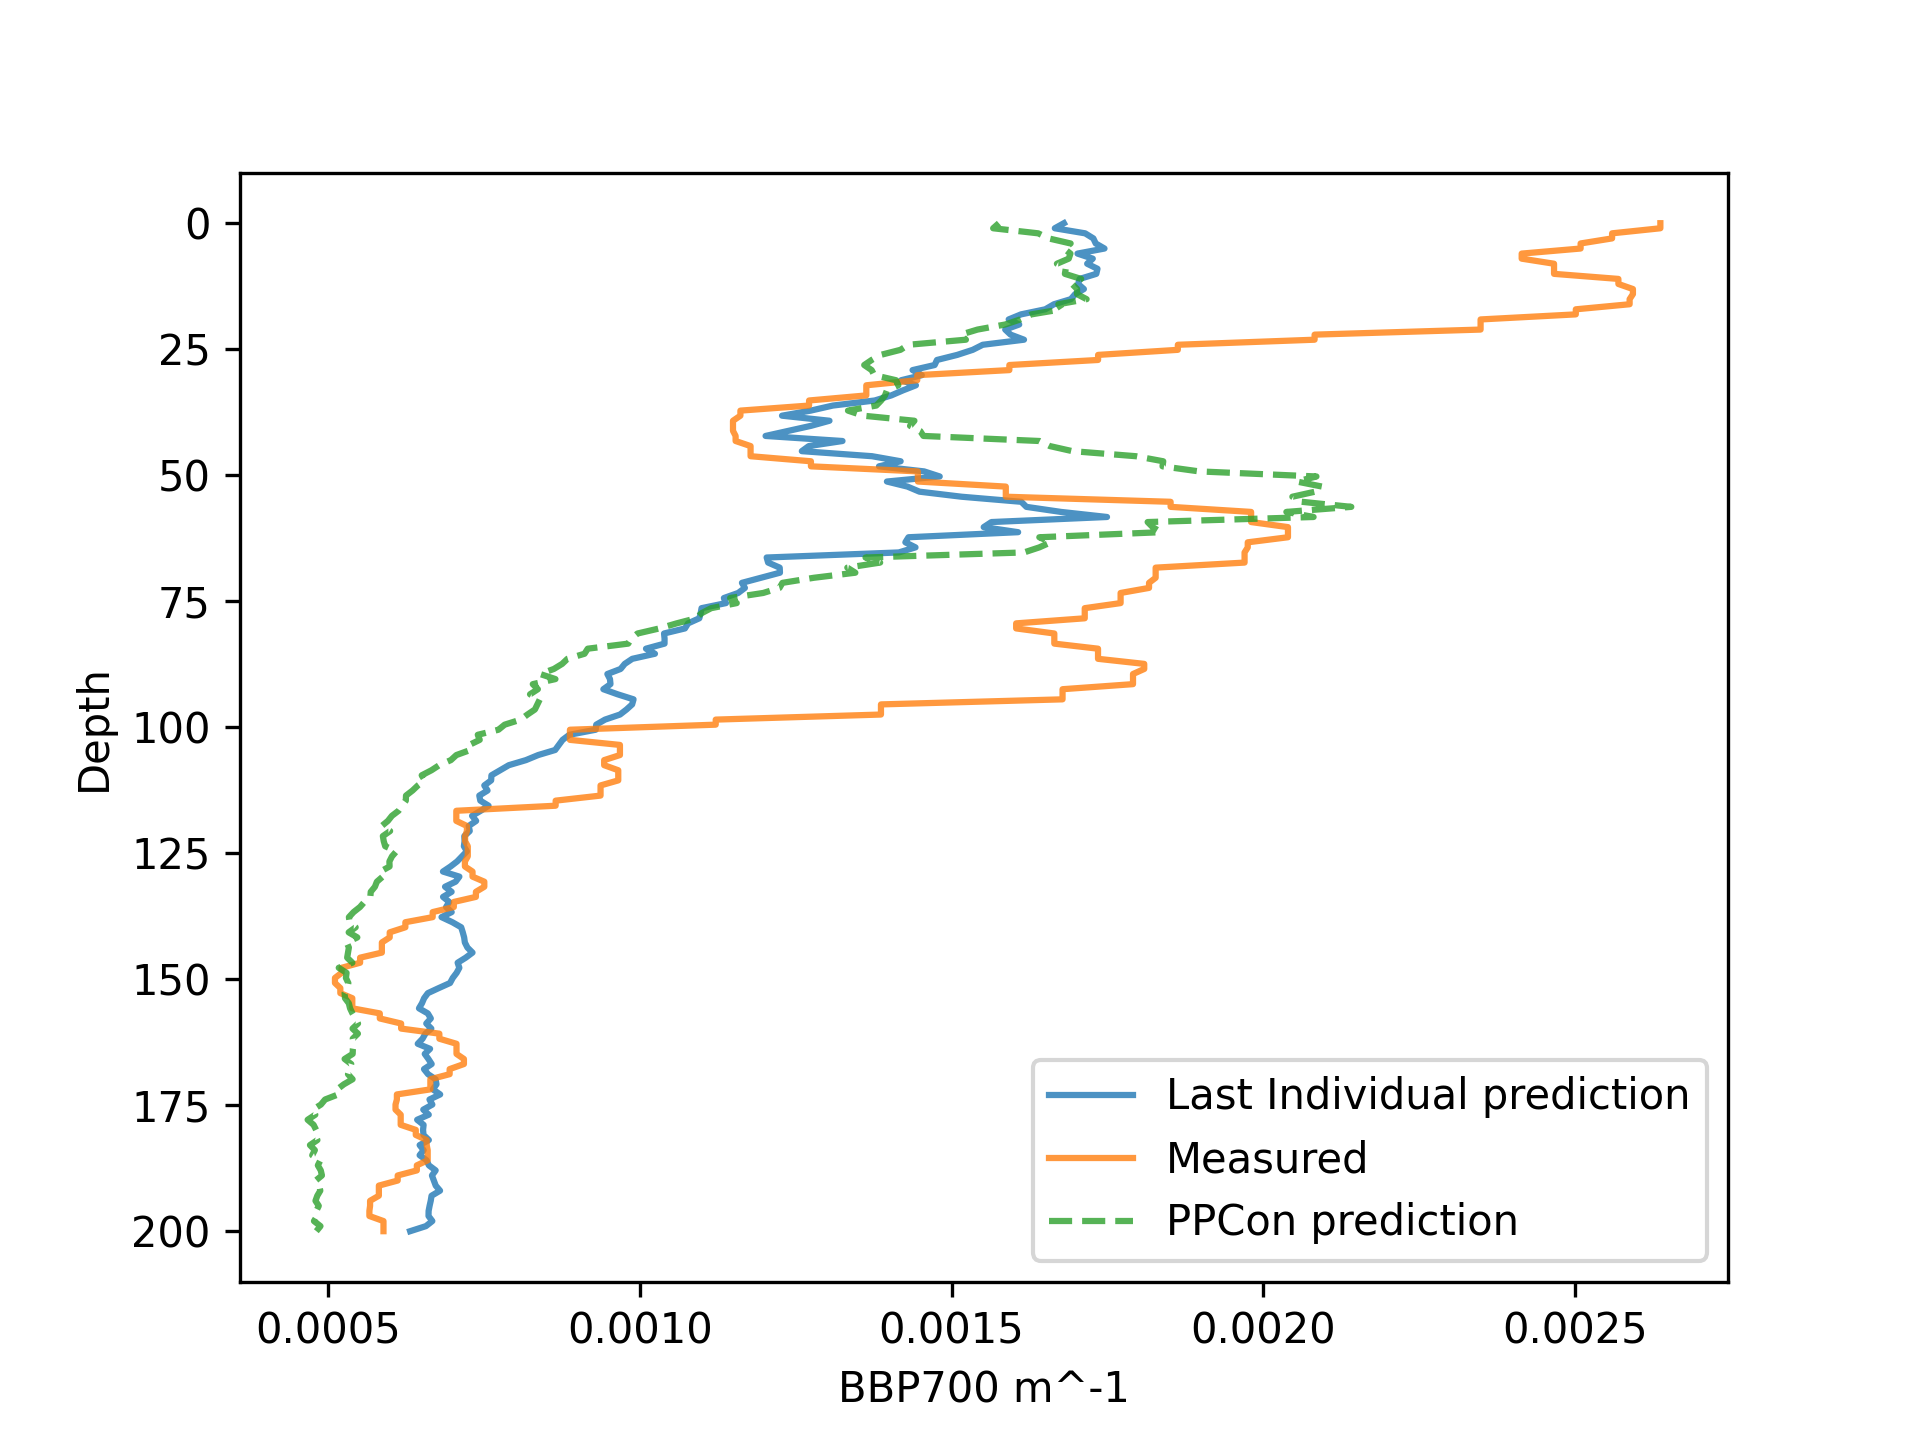 0
25
50
75
100
125
150
175
200
Depth
0.0005 0.0010 0.0015 0.0020 0.0025
BBP700 m^-1
Last Individual prediction
Measured
PPCon prediction